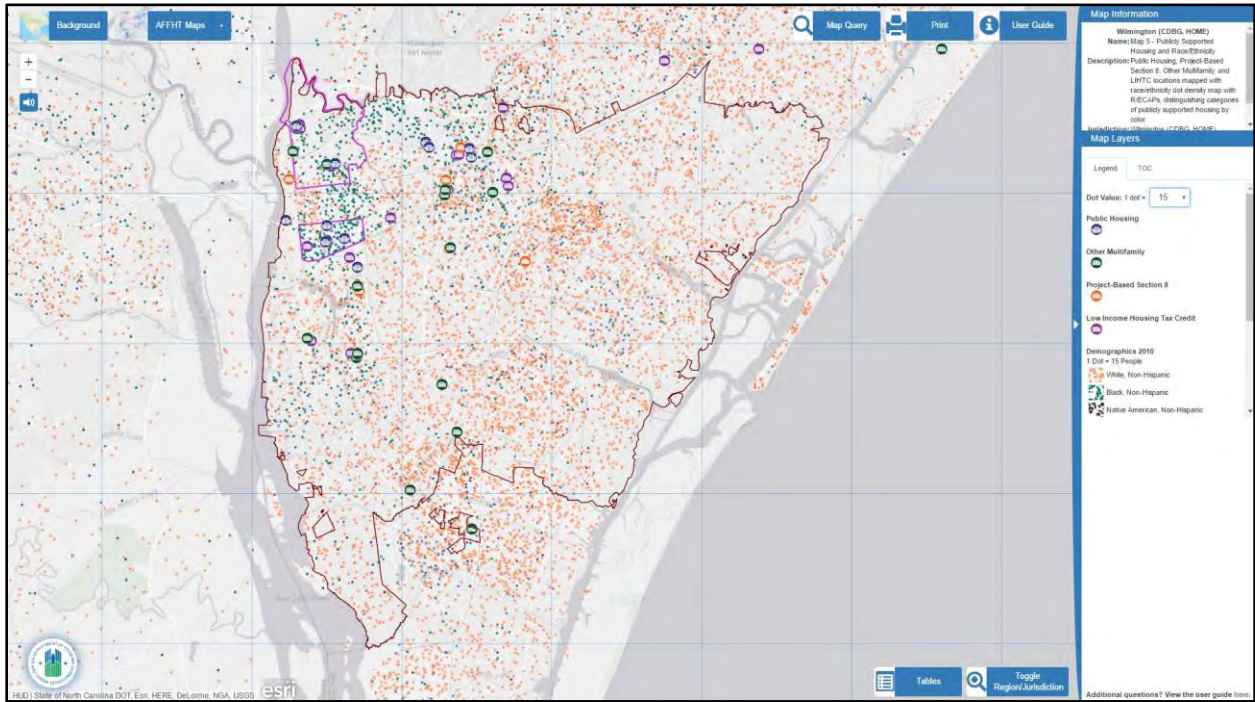 Background
AFFHT Maps
Map Query
Print
User Guide
+
−
Map Information
Wilmington (CDBG, HOME)
Name: Map 5 - Publicly Supported
Housing and Race/Ethnicity
Description: Public Housing, Project-Based
Section 8, Other Multifamily, and
LIHTC locations mapped with
race/ethnicity dot density map with
R/ECAPs, distinguishing categories
of publicly supported housing by
color
Jurisdiction: Wilmington (CDBG, HOME)
Map Layers
Legend
TOC
Dot Value: 1 dot = 15
Public Housing
Other Multifamily
Project-Based Section 8
Low Income Housing Tax Credit
Demographics 2010
1 Dot = 15 People
White, Non-Hispanic
Black, Non-Hispanic
Native American, Non-Hispanic
Tables
Toggle
Region/Jurisdiction
HUD | State of North Carolina DOT, Esri, HERE, DeLorme, NGA, USGS
esri
Additional questions? View the user guide here.